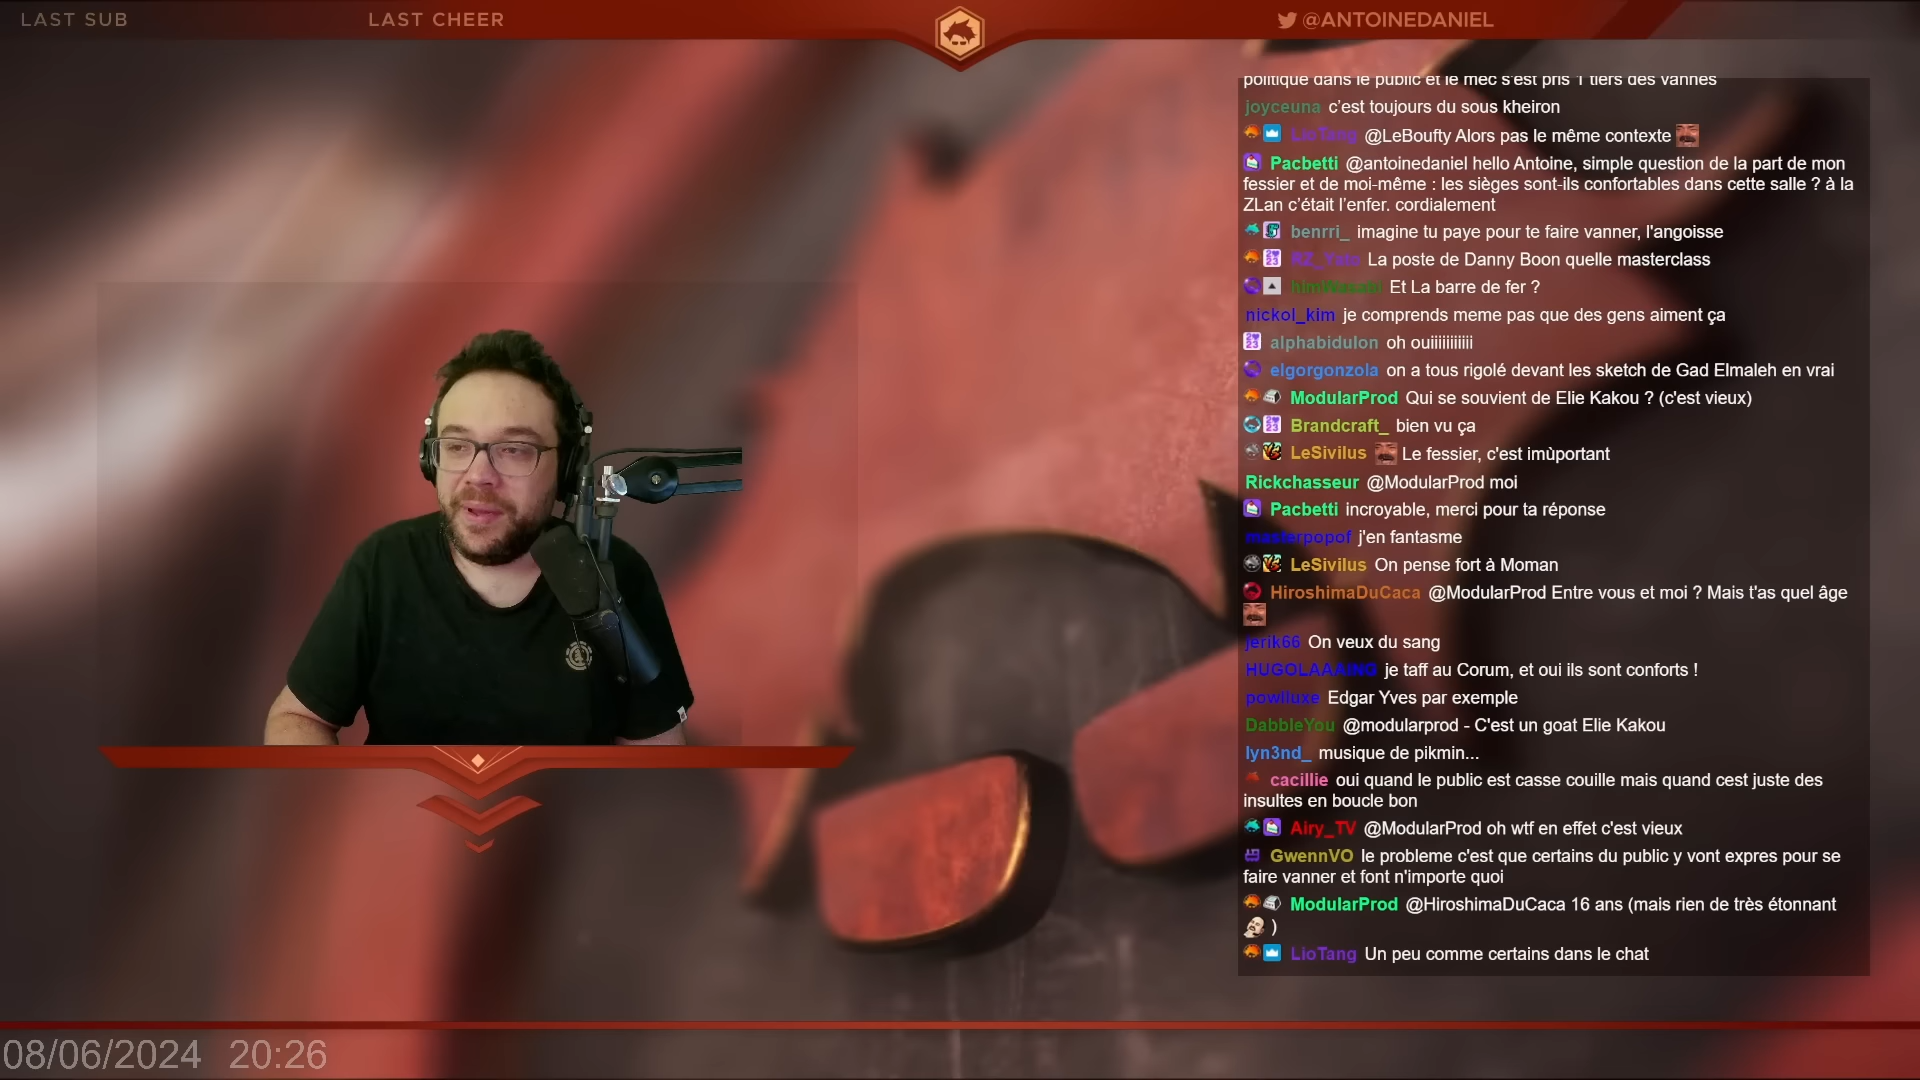 LAST SUB
LAST CHEER
@ANTOINEDANIEL
politique dans le public et le mec s'est pris 1 tiers des vannes
joyceuna c'est toujours du sous kheiron
LioTang @LeBoufty Alors pas le même contexte
Pacbetti @antoinedaniel hello Antoine, simple question de la part de mon
fessier et de moi-même : les sièges sont-ils confortables dans cette salle ? à la
ZLan c'était l'enfer. cordialement
benrri_ imagine tu paye pour te faire vanner, l'angoisse
La poste de Danny Boon quelle masterclass
Et La barre de fer ?
nickol_kim je comprends meme pas que des gens aiment ça
alphabidulon oh ouiiiiiiiiiii
elgorgonzola on a tous rigolé devant les sketch de Gad Elmaleh en vrai
ModularProd Qui se souvient de Elie Kakou ? (c'est vieux)
Brandcraft_ bien vu ça
LeSivilus Le fessier, c'est imùportant
Rickchasseur @ModularProd moi
Pacbetti incroyable, merci pour ta réponse
masterpopof j'en fantasme
LeSivilus On pense fort à Moman
HiroshimaDuCaca @ModularProd Entre vous et moi ? Mais t'as quel âge
jerik66 On veux du sang
HUGOLAAAING je taff au Corum, et oui ils sont conforts !
powlluxe Edgar Yves par exemple
DabbleYou @modularprod - C'est un goat Elie Kakou
lyn3nd_ musique de pikmin...
cacillie oui quand le public est casse couille mais quand cest juste des
insultes en boucle bon
Airy_TV @ModularProd oh wtf en effet c'est vieux
GwennVO le probleme c'est que certains du public y vont expres pour se
faire vanner et font n'importe quoi
ModularProd @HiroshimaDuCaca 16 ans (mais rien de très étonnant
)
LioTang Un peu comme certains dans le chat
08/06/2024 20:26